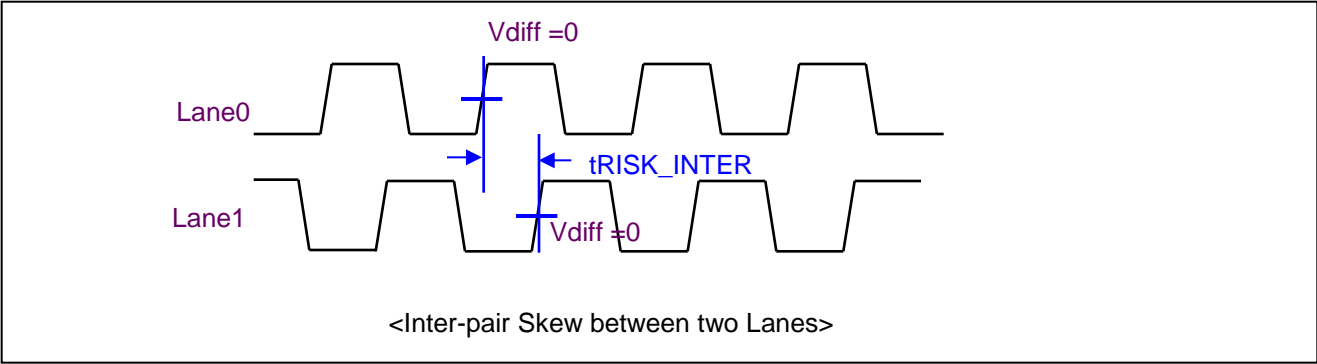 Vdiff =0
Lane0
tRISK_INTER
Lane1
Vdiff =0
<Inter-pair Skew between two Lanes>